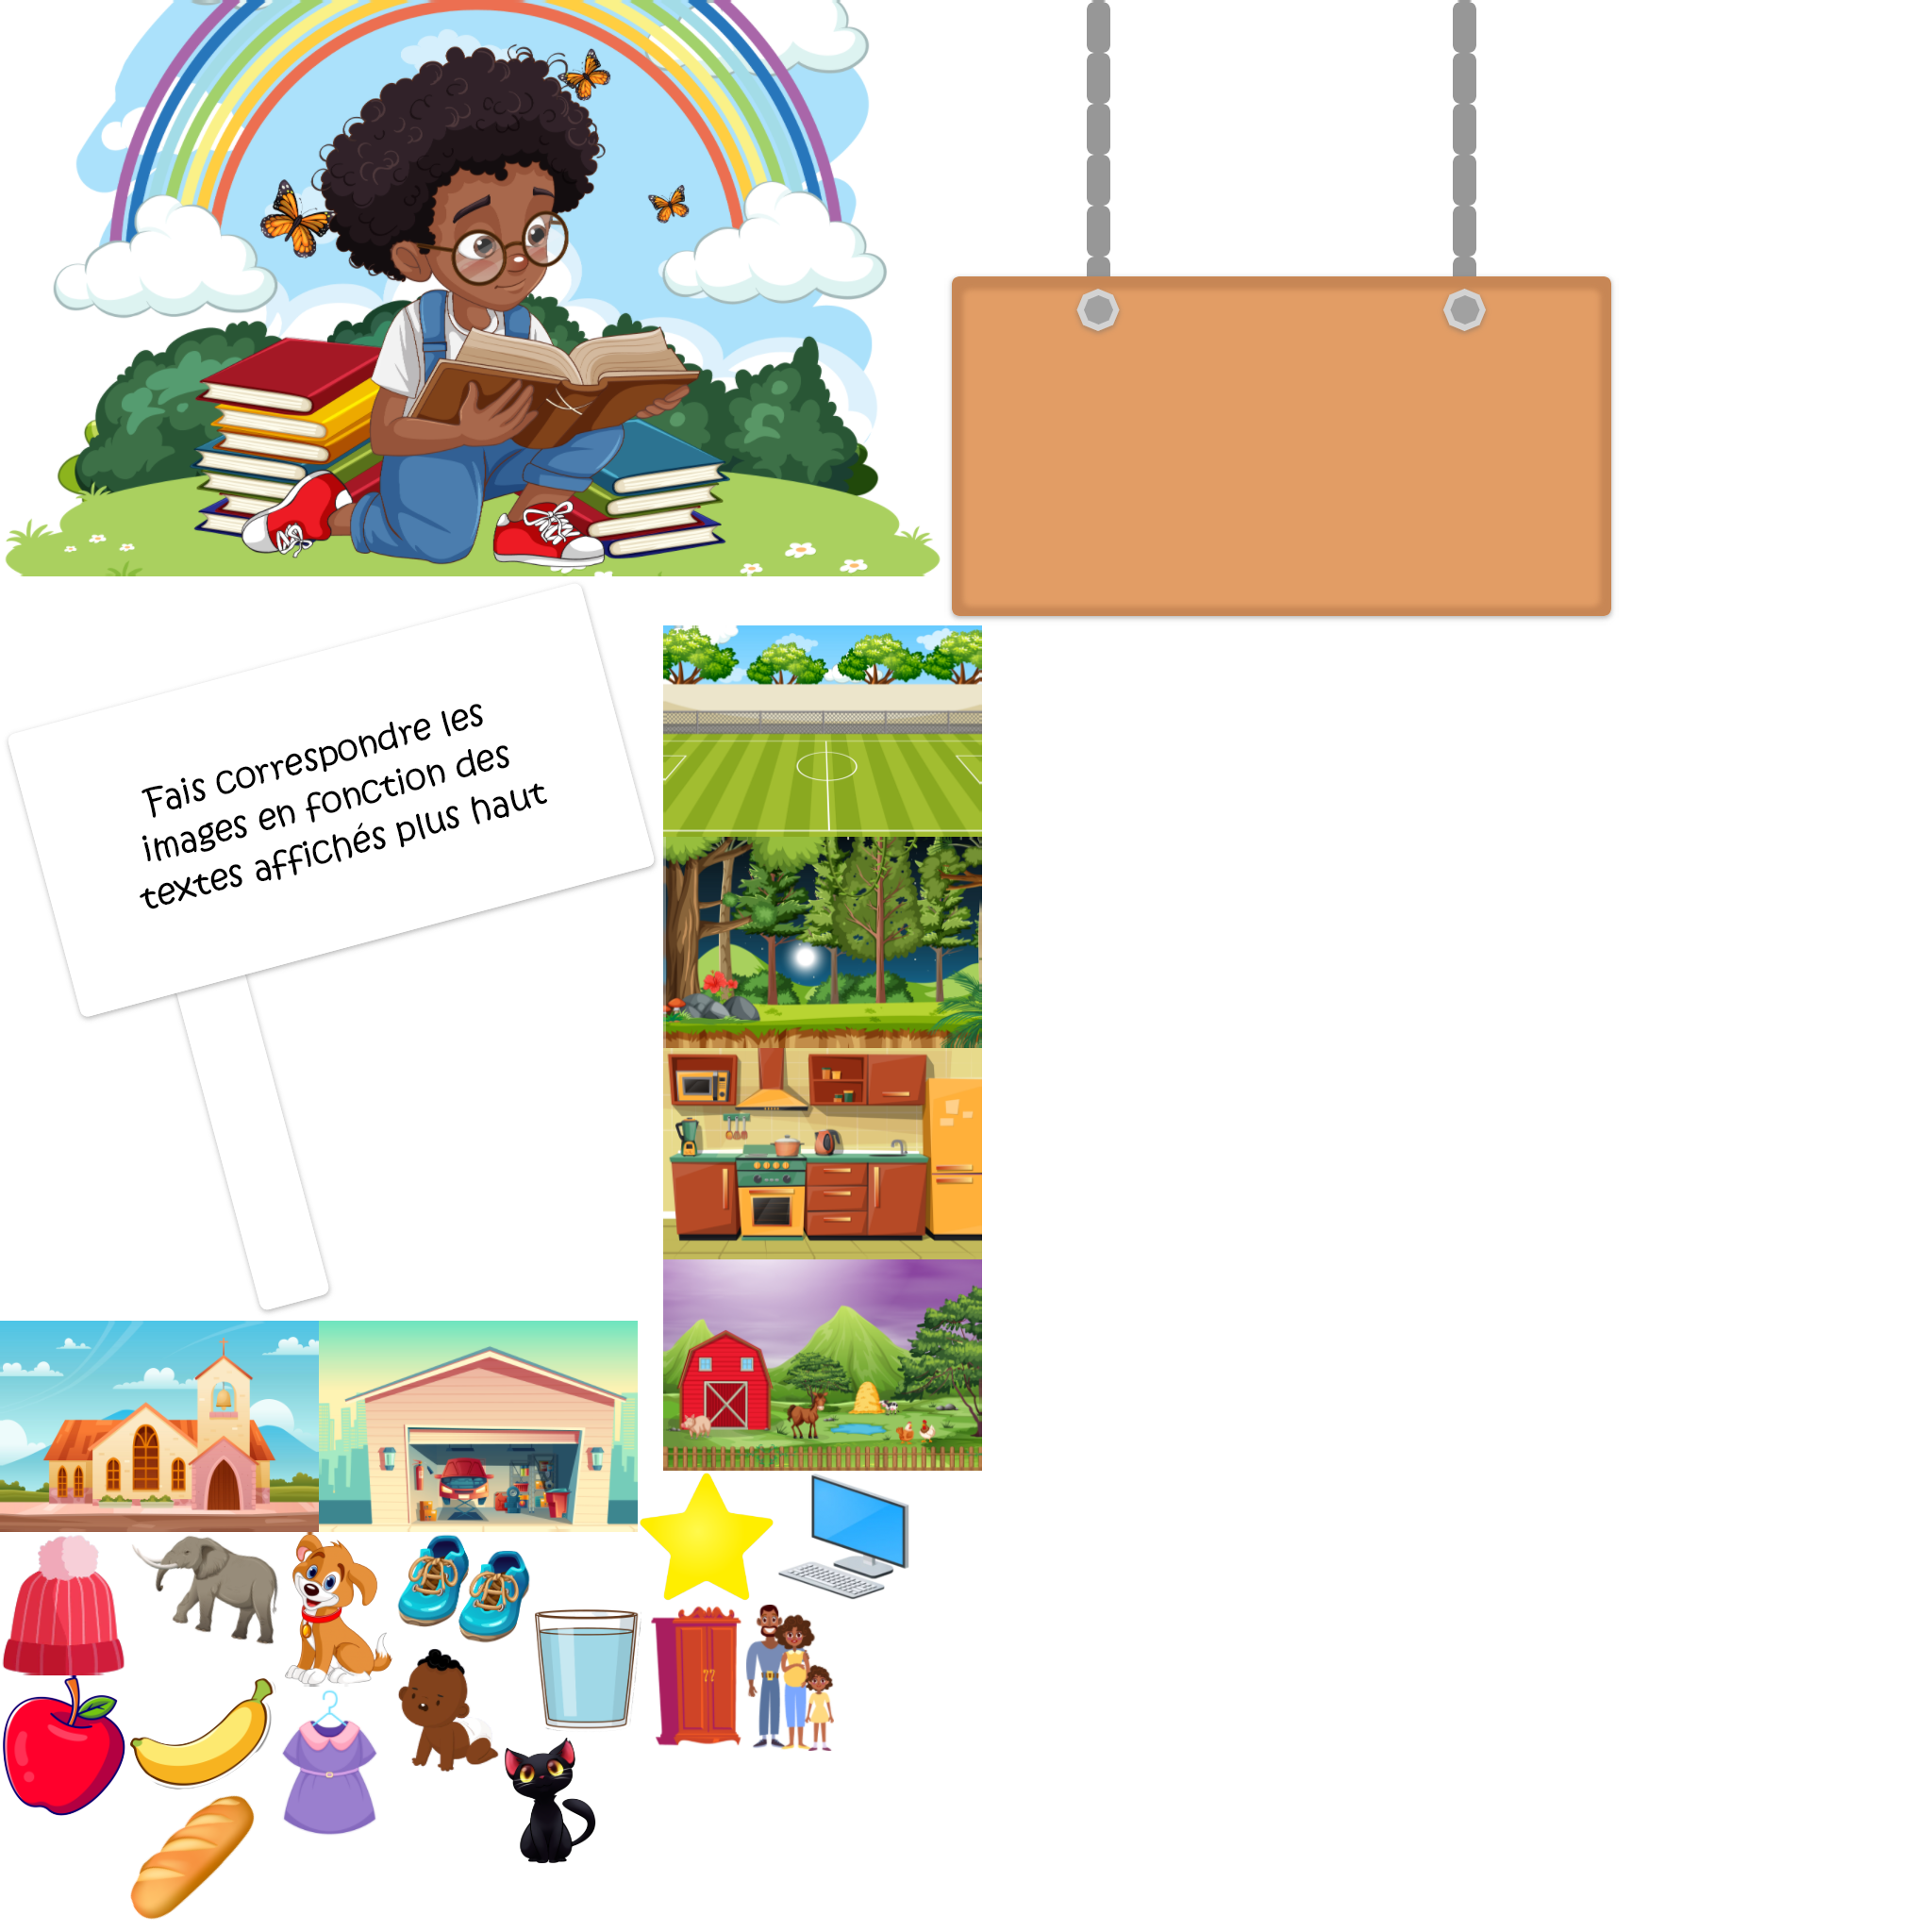 Fais correspondre les
images en fonction des
textes affichés plus haut